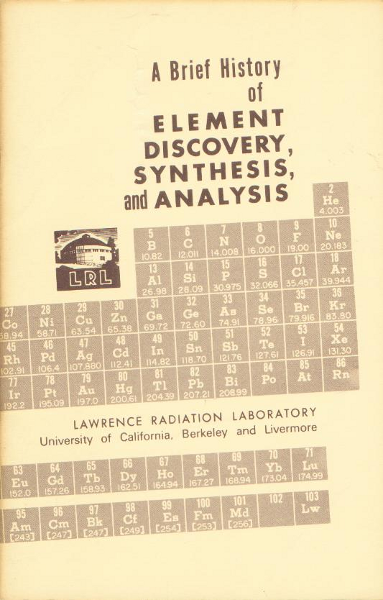 A Brief History
of
ELEMENT
DISCOVERY,
SYNTHESIS,
and ANALYSIS
2
He
4.003
5 6 7 8 9 10
B C N O F Ne
10.82 12.011 14.008 16.000 19.00 20.183
LRL
13 14 15 16 17 18
Al Si P S Cl Ar
26.98 28.09 30.975 32.066 35.457 39.944
27 28 29 30 31 32 33 34 35 36
Co Ni Cu Zn Ga Ge As Se Br Kr
58.94 58.71 63.54 65.38 69.72 72.60 74.91 78.96 79.916 83.80
45 46 47 48 49 50 51 52 53 54
Rh Pd Ag Cd In Sn Sb Te I Xe
102.91 106.4 107.880 112.41 114.82 118.70 121.76 127.61 126.91 131.30
77 78 79 80 81 82 83 84 85 86
Ir Pt Au Hg Tl Pb Bi Po At Rn
192.2 195.09 197.0 200.61 204.39 207.21 208.99
LAWRENCE RADIATION LABORATORY
University of California, Berkeley and Livermore
63 64 65 66 67 68 69 70 71
Eu Gd Tb Dy Ho Er Tm Yb Lu
152.0 157.26 158.93 162.51 164.94 167.27 168.94 173.04 174.99
95 96 97 98 99 100 101 102 103
Am Cm Bk Cf Es Fm Md Lw
[243] [247] [247] [249] [254] [253] [256]